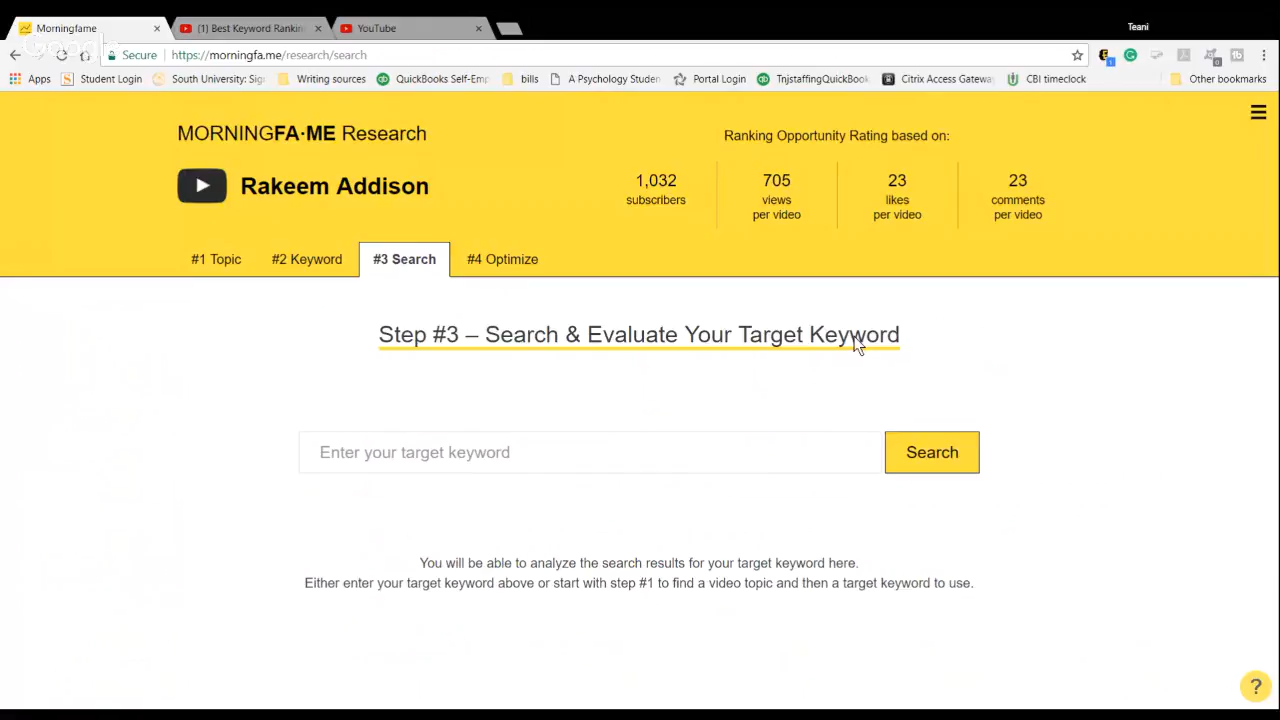 Teani
Morningfame
(1) Best Keyword Rankin
YouTube
Google
Secure
https://morningfa.me/research/search
Apps
Student Login
South University: Sig
Writing sources
QuickBooks Self-Emp
bills
A Psychology Studen
Portal Login
TnjstaffingQuickBook
Citrix Access Gateway
CBI timeclock
Other bookmarks
MORNINGFA·ME Research
Ranking Opportunity Rating based on:
Rakeem Addison
1,032
subscribers
705
views
per video
23
likes
per video
23
comments
per video
#1 Topic
#2 Keyword
#3 Search
#4 Optimize
Step #3 – Search & Evaluate Your Target Keyword
Enter your target keyword
Search
You will be able to analyze the search results for your target keyword here.
Either enter your target keyword above or start with step #1 to find a video topic and then a target keyword to use.
?